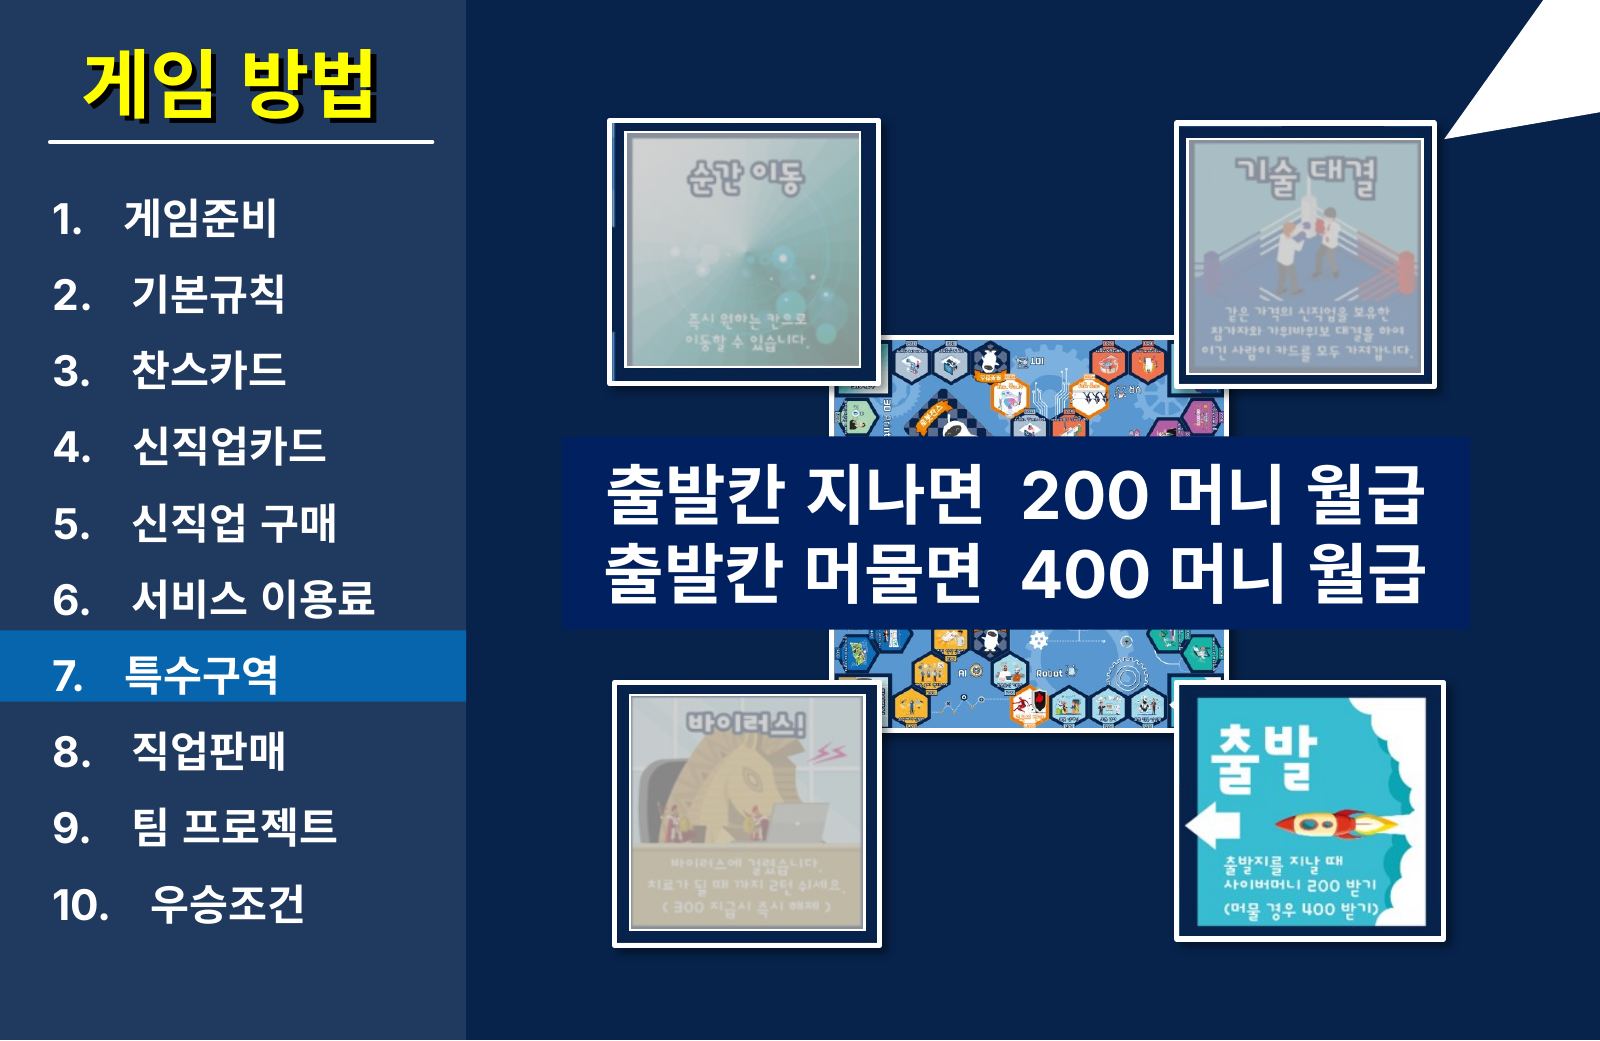 게임 방법
1. 게임준비
2. 기본규칙
3. 찬스카드
4. 신직업카드
5. 신직업 구매
6. 서비스 이용료
7. 특수구역
8. 직업판매
9. 팀 프로젝트
10. 우승조건
순간 이동
즉시 원하는 칸으로
이동할 수 있습니다.
기술 대결
같은 가격의 신직업을 보유한
참가자와 가위바위보 대결을 하여
이긴 사람이 카드를 모두 가져갑니다.
IOT
출발칸 지나면 200 머니 월급
출발칸 머물면 400 머니 월급
AI
Robot
바이러스!
바이러스에 걸렸습니다.
치료가 될 때 까지 2턴 쉬세요.
( 300 지급시 즉시 해제 )
출발
출발지를 지날 때
사이버머니 200 받기
(머물 경우 400 받기)